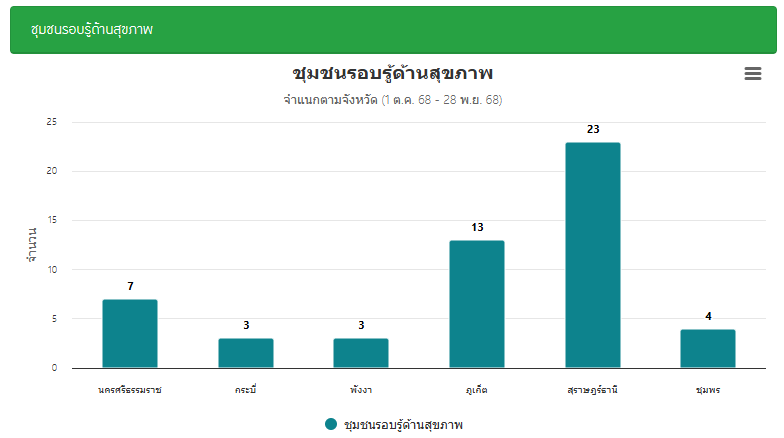 ชุมชนรอบรู้ด้านสุขภาพ
ชุมชนรอบรู้ด้านสุขภาพ
จำแนกตามจังหวัด (1 ต.ค. 68 - 28 พ.ย. 68)
จำนวน
25
20
15
10
5
0
7
3
3
13
23
4
นครศรีธรรมราช
กระบี่
พังงา
ภูเก็ต
สุราษฎร์ธานี
ชุมพร
ชุมชนรอบรู้ด้านสุขภาพ